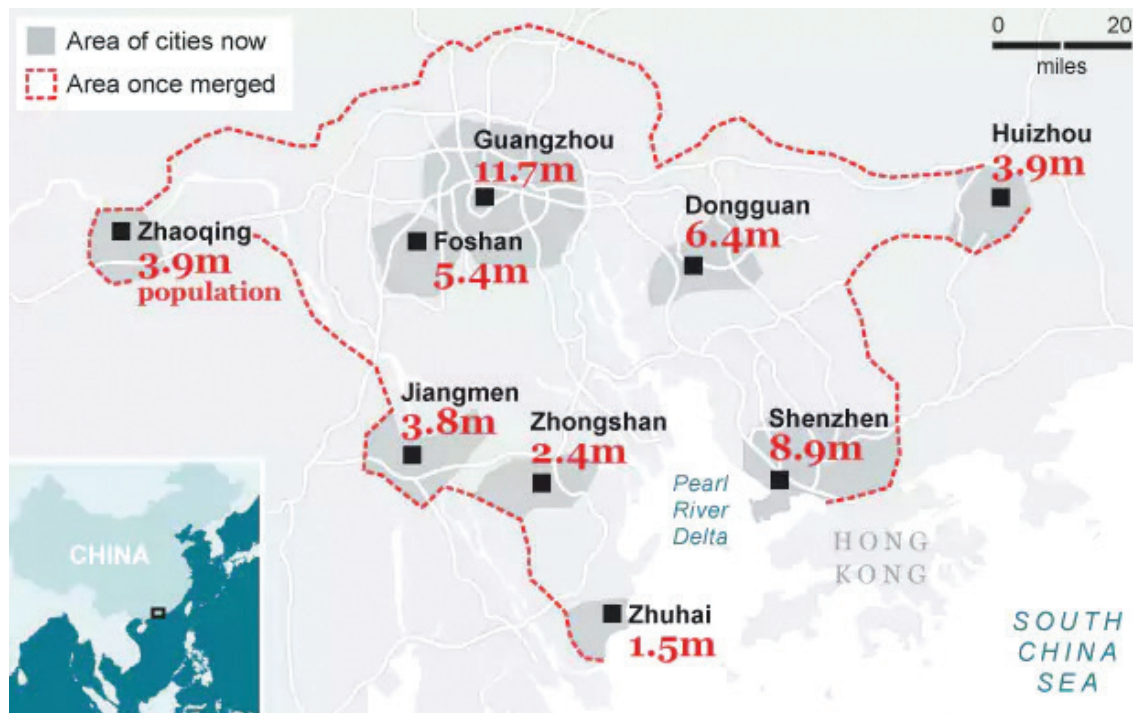 Area of cities now
Area once merged
0 20
miles
Guangzhou
11.7m
Huizhou
3.9m
Dongguan
6.4m
Zhaoqing
3.9m
population
Foshan
5.4m
Jiangmen
3.8m
Zhongshan
2.4m
Shenzhen
8.9m
Pearl
River
Delta
HONG
KONG
CHINA
Zhuhai
1.5m
SOUTH
CHINA
SEA